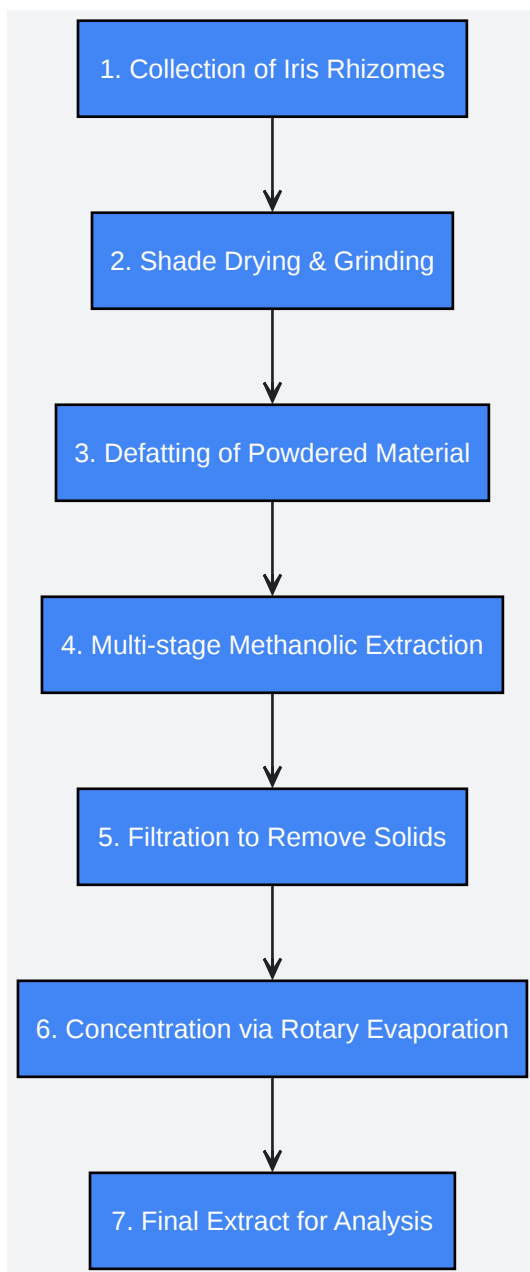 1. Collection of Iris Rhizomes
2. Shade Drying & Grinding
3. Defatting of Powdered Material
4. Multi-stage Methanolic Extraction
5. Filtration to Remove Solids
6. Concentration via Rotary Evaporation
7. Final Extract for Analysis